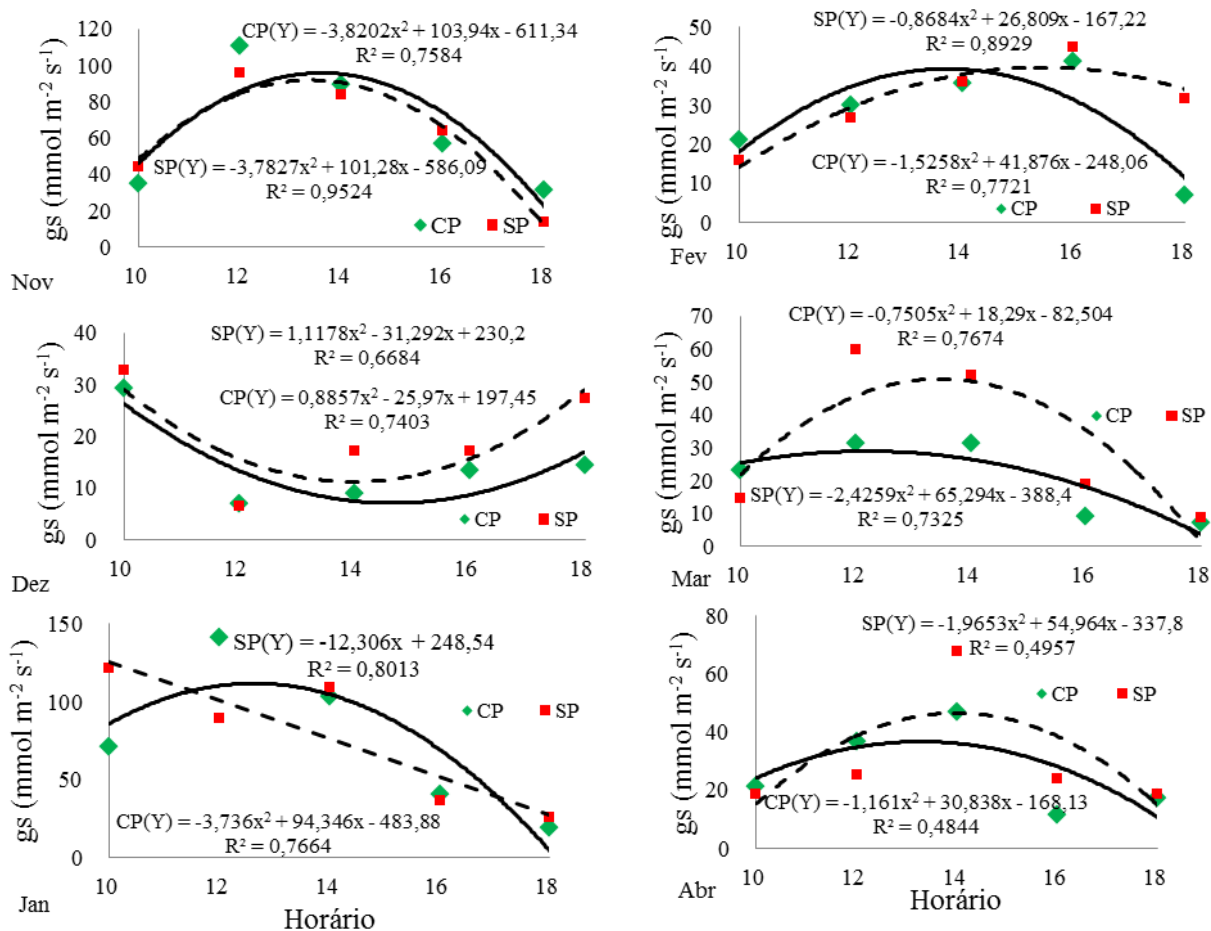 120
100
80
60
40
20
0
gs (mmol m⁻² s⁻¹)
CP(Y) = -3,8202x² + 103,94x - 611,34
R² = 0,7584
SP(Y) = -3,7827x² + 101,28x - 586,09
R² = 0,9524
CP SP
10 12 14 16 18
Nov
50
40
30
20
10
0
gs (mmol m⁻² s⁻¹)
SP(Y) = -0,8684x² + 26,809x - 167,22
R² = 0,8929
CP(Y) = -1,5258x² + 41,876x - 248,06
R² = 0,7721
CP SP
10 12 14 16 18
Fev
40
30
20
10
0
gs (mmol m⁻² s⁻¹)
SP(Y) = 1,1178x² - 31,292x + 230,2
R² = 0,6684
CP(Y) = 0,8857x² - 25,97x + 197,45
R² = 0,7403
CP SP
10 12 14 16 18
Dez
70
60
50
40
30
20
10
0
gs (mmol m⁻² s⁻¹)
CP(Y) = -0,7505x² + 18,29x - 82,504
R² = 0,7674
CP SP
SP(Y) = -2,4259x² + 65,294x - 388,4
R² = 0,7325
10 12 14 16 18
Mar
150
100
50
0
gs (mmol m⁻² s⁻¹)
SP(Y) = -12,306x + 248,54
R² = 0,8013
CP SP
CP(Y) = -3,736x² + 94,346x - 483,88
R² = 0,7664
10 12 14 16 18
Jan
Horário
80
60
40
20
0
gs (mmol m⁻² s⁻¹)
SP(Y) = -1,9653x² + 54,964x - 337,8
R² = 0,4957
CP SP
CP(Y) = -1,161x² + 30,838x - 168,13
R² = 0,4844
10 12 14 16 18
Abr
Horário